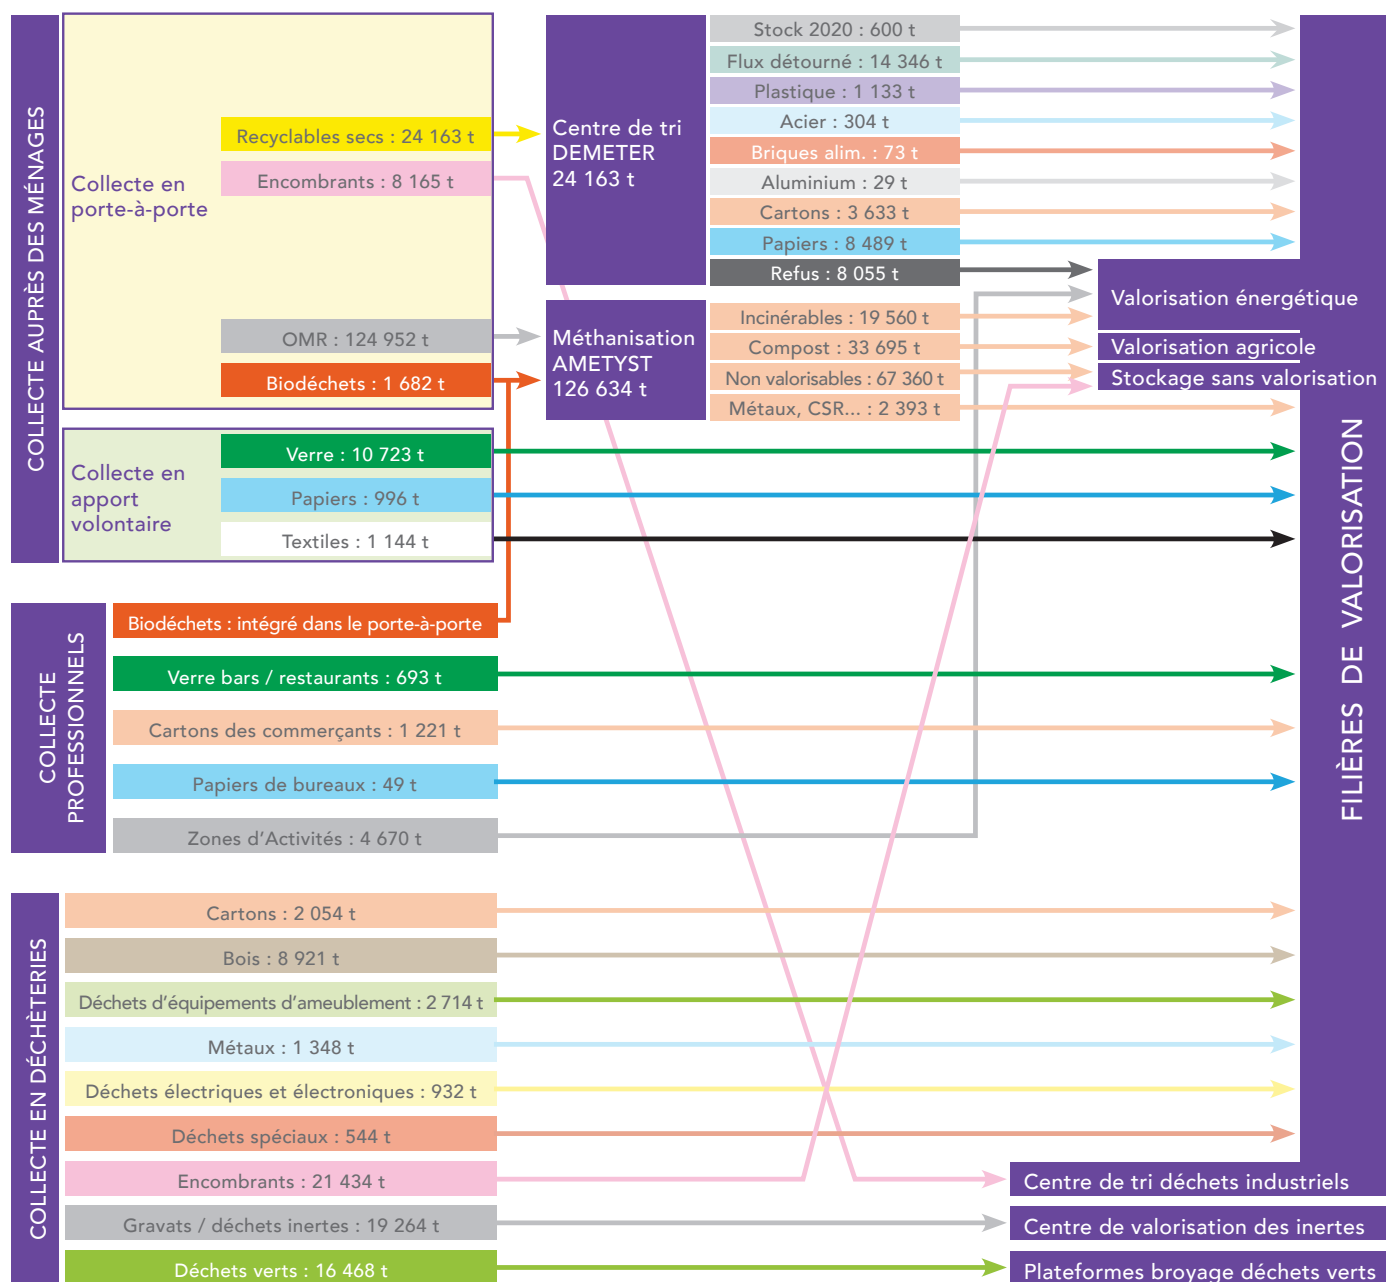 COLLECTE AUPRÈS DES MÉNAGES
Collecte en
porte-à-porte
Recyclables secs : 24 163 t
Encombrants : 8 165 t
OMR : 124 952 t
Biodéchets : 1 682 t
Collecte en
apport
volontaire
Verre : 10 723 t
Papiers : 996 t
Textiles : 1 144 t
Centre de tri
DEMETER
24 163 t
Stock 2020 : 600 t
Flux détourné : 14 346 t
Plastique : 1 133 t
Acier : 304 t
Briques alim. : 73 t
Aluminium : 29 t
Cartons : 3 633 t
Papiers : 8 489 t
Refus : 8 055 t
Méthanisation
AMETYST
126 634 t
Incinérables : 19 560 t
Compost : 33 695 t
Non valorisables : 67 360 t
Métaux, CSR... : 2 393 t
Valorisation énergétique
Valorisation agricole
Stockage sans valorisation
FILIÈRES DE VALORISATION
COLLECTE
PROFESSIONNELS
Biodéchets : intégré dans le porte-à-porte
Verre bars / restaurants : 693 t
Cartons des commerçants : 1 221 t
Papiers de bureaux : 49 t
Zones d’Activités : 4 670 t
COLLECTE EN DÉCHÈTERIES
Cartons : 2 054 t
Bois : 8 921 t
Déchets d’équipements d’ameublement : 2 714 t
Métaux : 1 348 t
Déchets électriques et électroniques : 932 t
Déchets spéciaux : 544 t
Encombrants : 21 434 t
Gravats / déchets inertes : 19 264 t
Déchets verts : 16 468 t
Centre de tri déchets industriels
Centre de valorisation des inertes
Plateformes broyage déchets verts